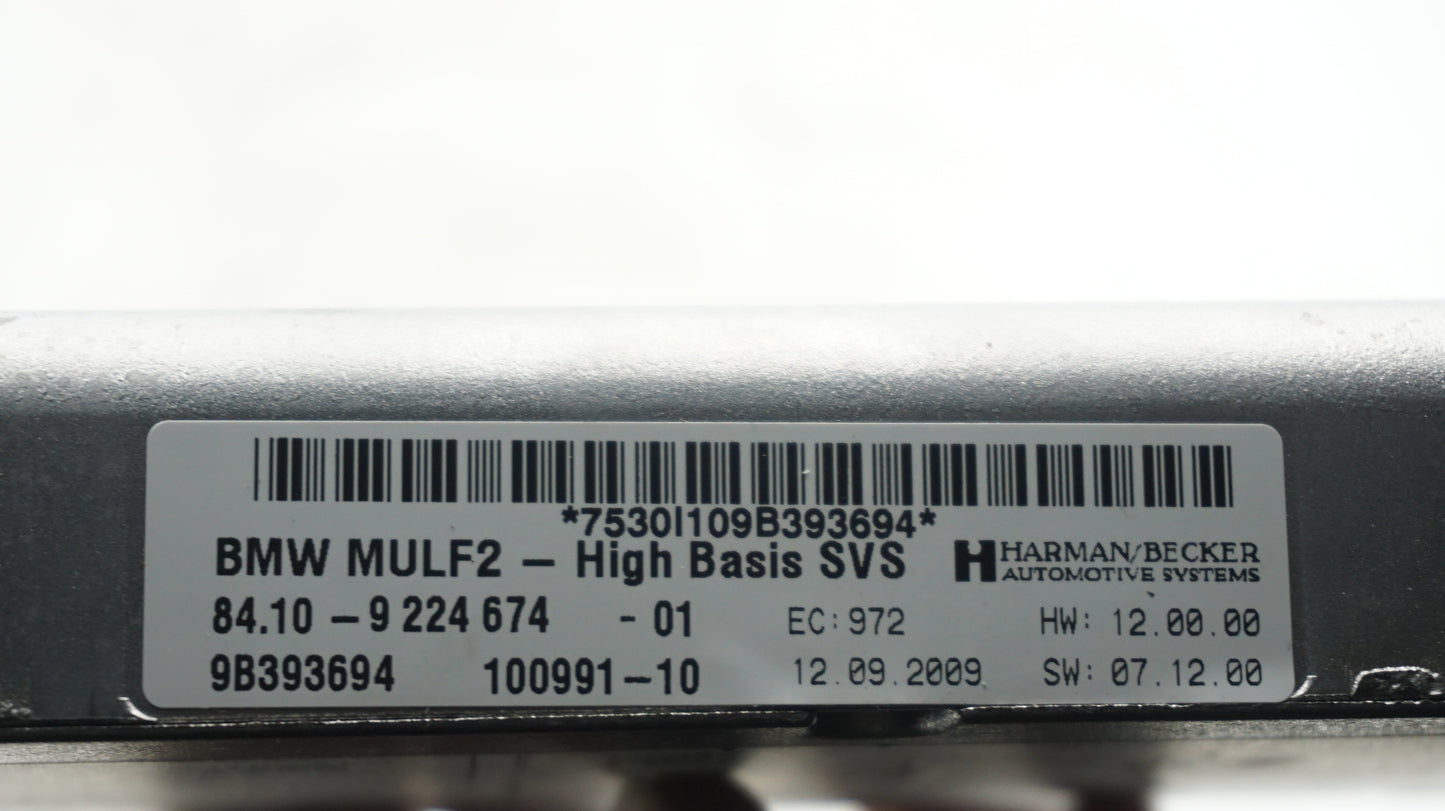 *7530I109B393694*
BMW MULF2 – High Basis SVS
HARMAN/BECKER
AUTOMOTIVE SYSTEMS
84.10 – 9 224 674 - 01 EC: 972 HW: 12.00.00
9B393694 100991–10 12.09.2009 SW: 07.12.00